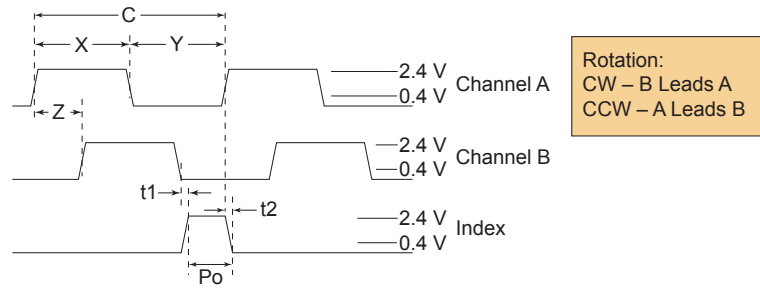 C
X Y
2.4 V
0.4 V
Channel A
Z
2.4 V
0.4 V
Channel B
t1
t2
2.4 V
0.4 V
Index
Po
Rotation:
CW – B Leads A
CCW – A Leads B